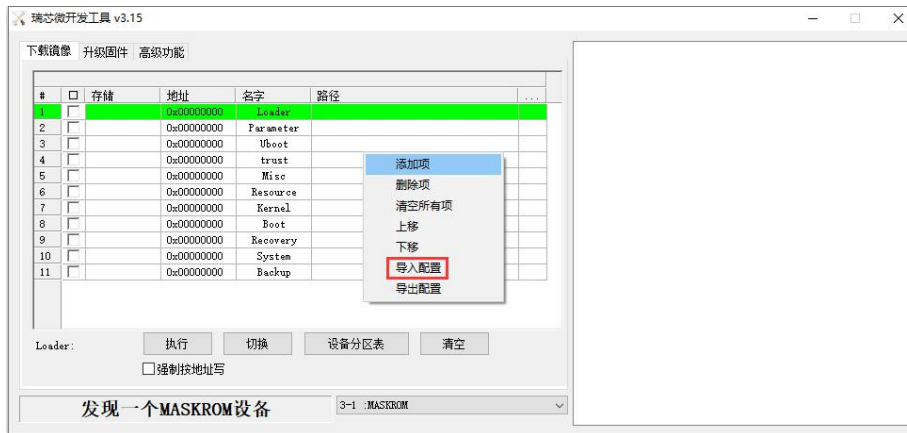 瑞芯微开发工具 v3.15
下载镜像 升级固件 高级功能
# 存储 地址 名字 路径 ...
1 0x00000000 Loader
2 0x00000000 Parameter
3 0x00000000 Uboot
4 0x00000000 trust
5 0x00000000 Misc
6 0x00000000 Resource
7 0x00000000 Kernel
8 0x00000000 Boot
9 0x00000000 Recovery
10 0x00000000 System
11 0x00000000 Backup
添加项
删除项
清空所有项
上移
下移
导入配置
导出配置
Loader: 执行 切换 设备分区表 清空
强制按地址写
发现一个MASKROM设备 3-1 :MASKROM